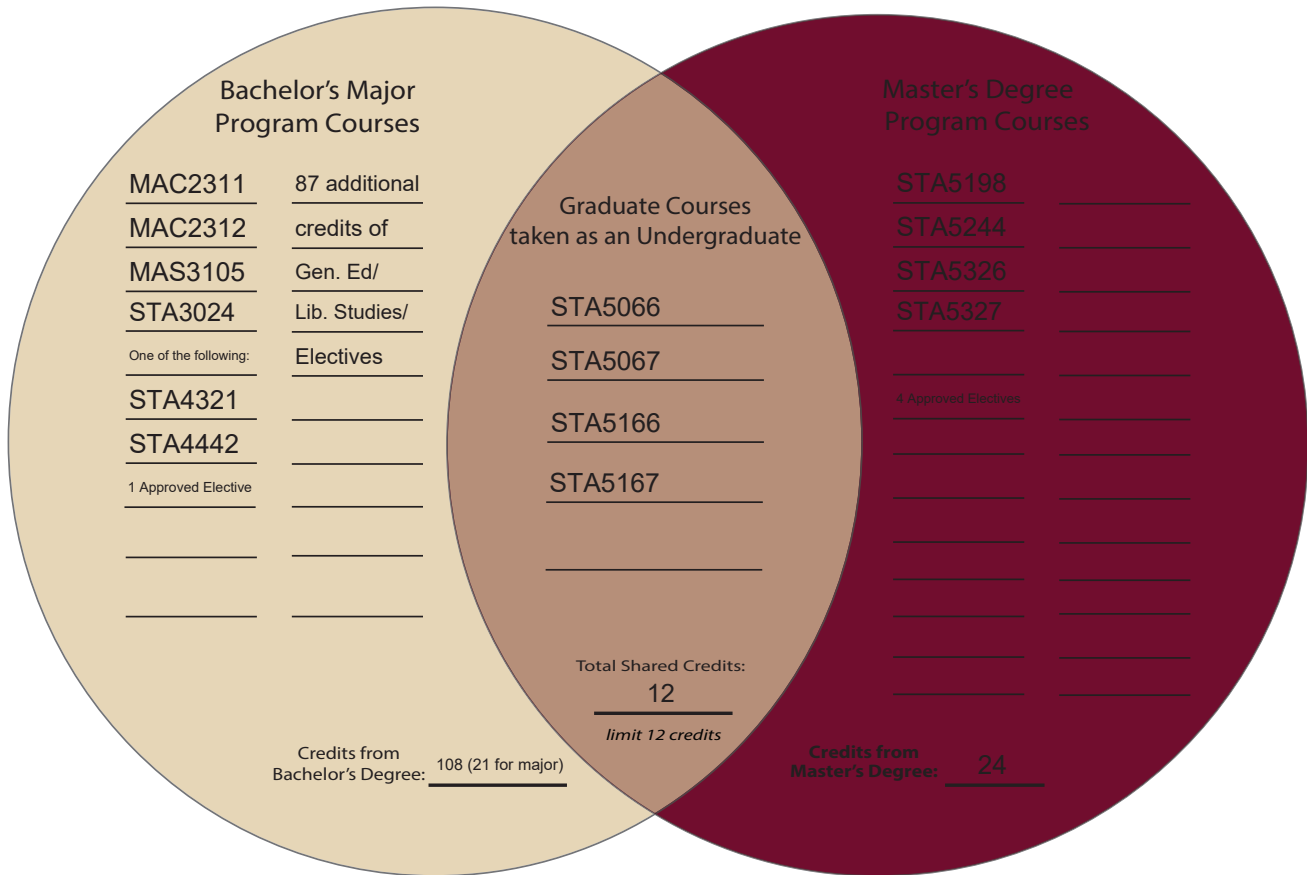 Bachelor's Major
Program Courses
MAC2311
MAC2312
MAS3105
STA3024
One of the following:
STA4321
STA4442
1 Approved Elective
87 additional
credits of
Gen. Ed/
Lib. Studies/
Electives
Credits from
Bachelor's Degree: 108 (21 for major)
Graduate Courses
taken as an Undergraduate
STA5066
STA5067
STA5166
STA5167
Total Shared Credits:
12
limit 12 credits
Master's Degree
Program Courses
STA5198
STA5244
STA5326
STA5327
4 Approved Electives
Credits from
Master's Degree: 24